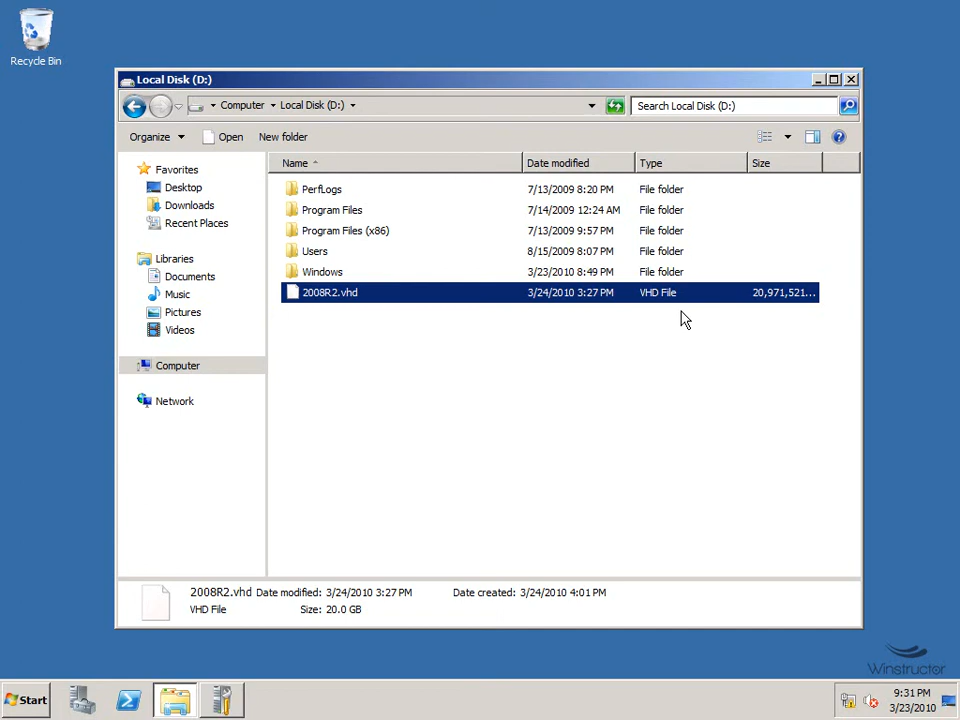 Recycle Bin
Local Disk (D:)
Computer Local Disk (D:)
Search Local Disk (D:)
Organize Open New folder
Name Date modified Type Size
Favorites
Desktop
Downloads
Recent Places
Libraries
Documents
Music
Pictures
Videos
Computer
Network
PerfLogs 7/13/2009 8:20 PM File folder
Program Files 7/14/2009 12:24 AM File folder
Program Files (x86) 7/13/2009 9:57 PM File folder
Users 8/15/2009 8:07 PM File folder
Windows 3/23/2010 8:49 PM File folder
2008R2.vhd 3/24/2010 3:27 PM VHD File 20,971,521...
2008R2.vhd Date modified: 3/24/2010 3:27 PM Date created: 3/24/2010 4:01 PM
VHD File Size: 20.0 GB
Winstructor
Start
9:31 PM
3/23/2010